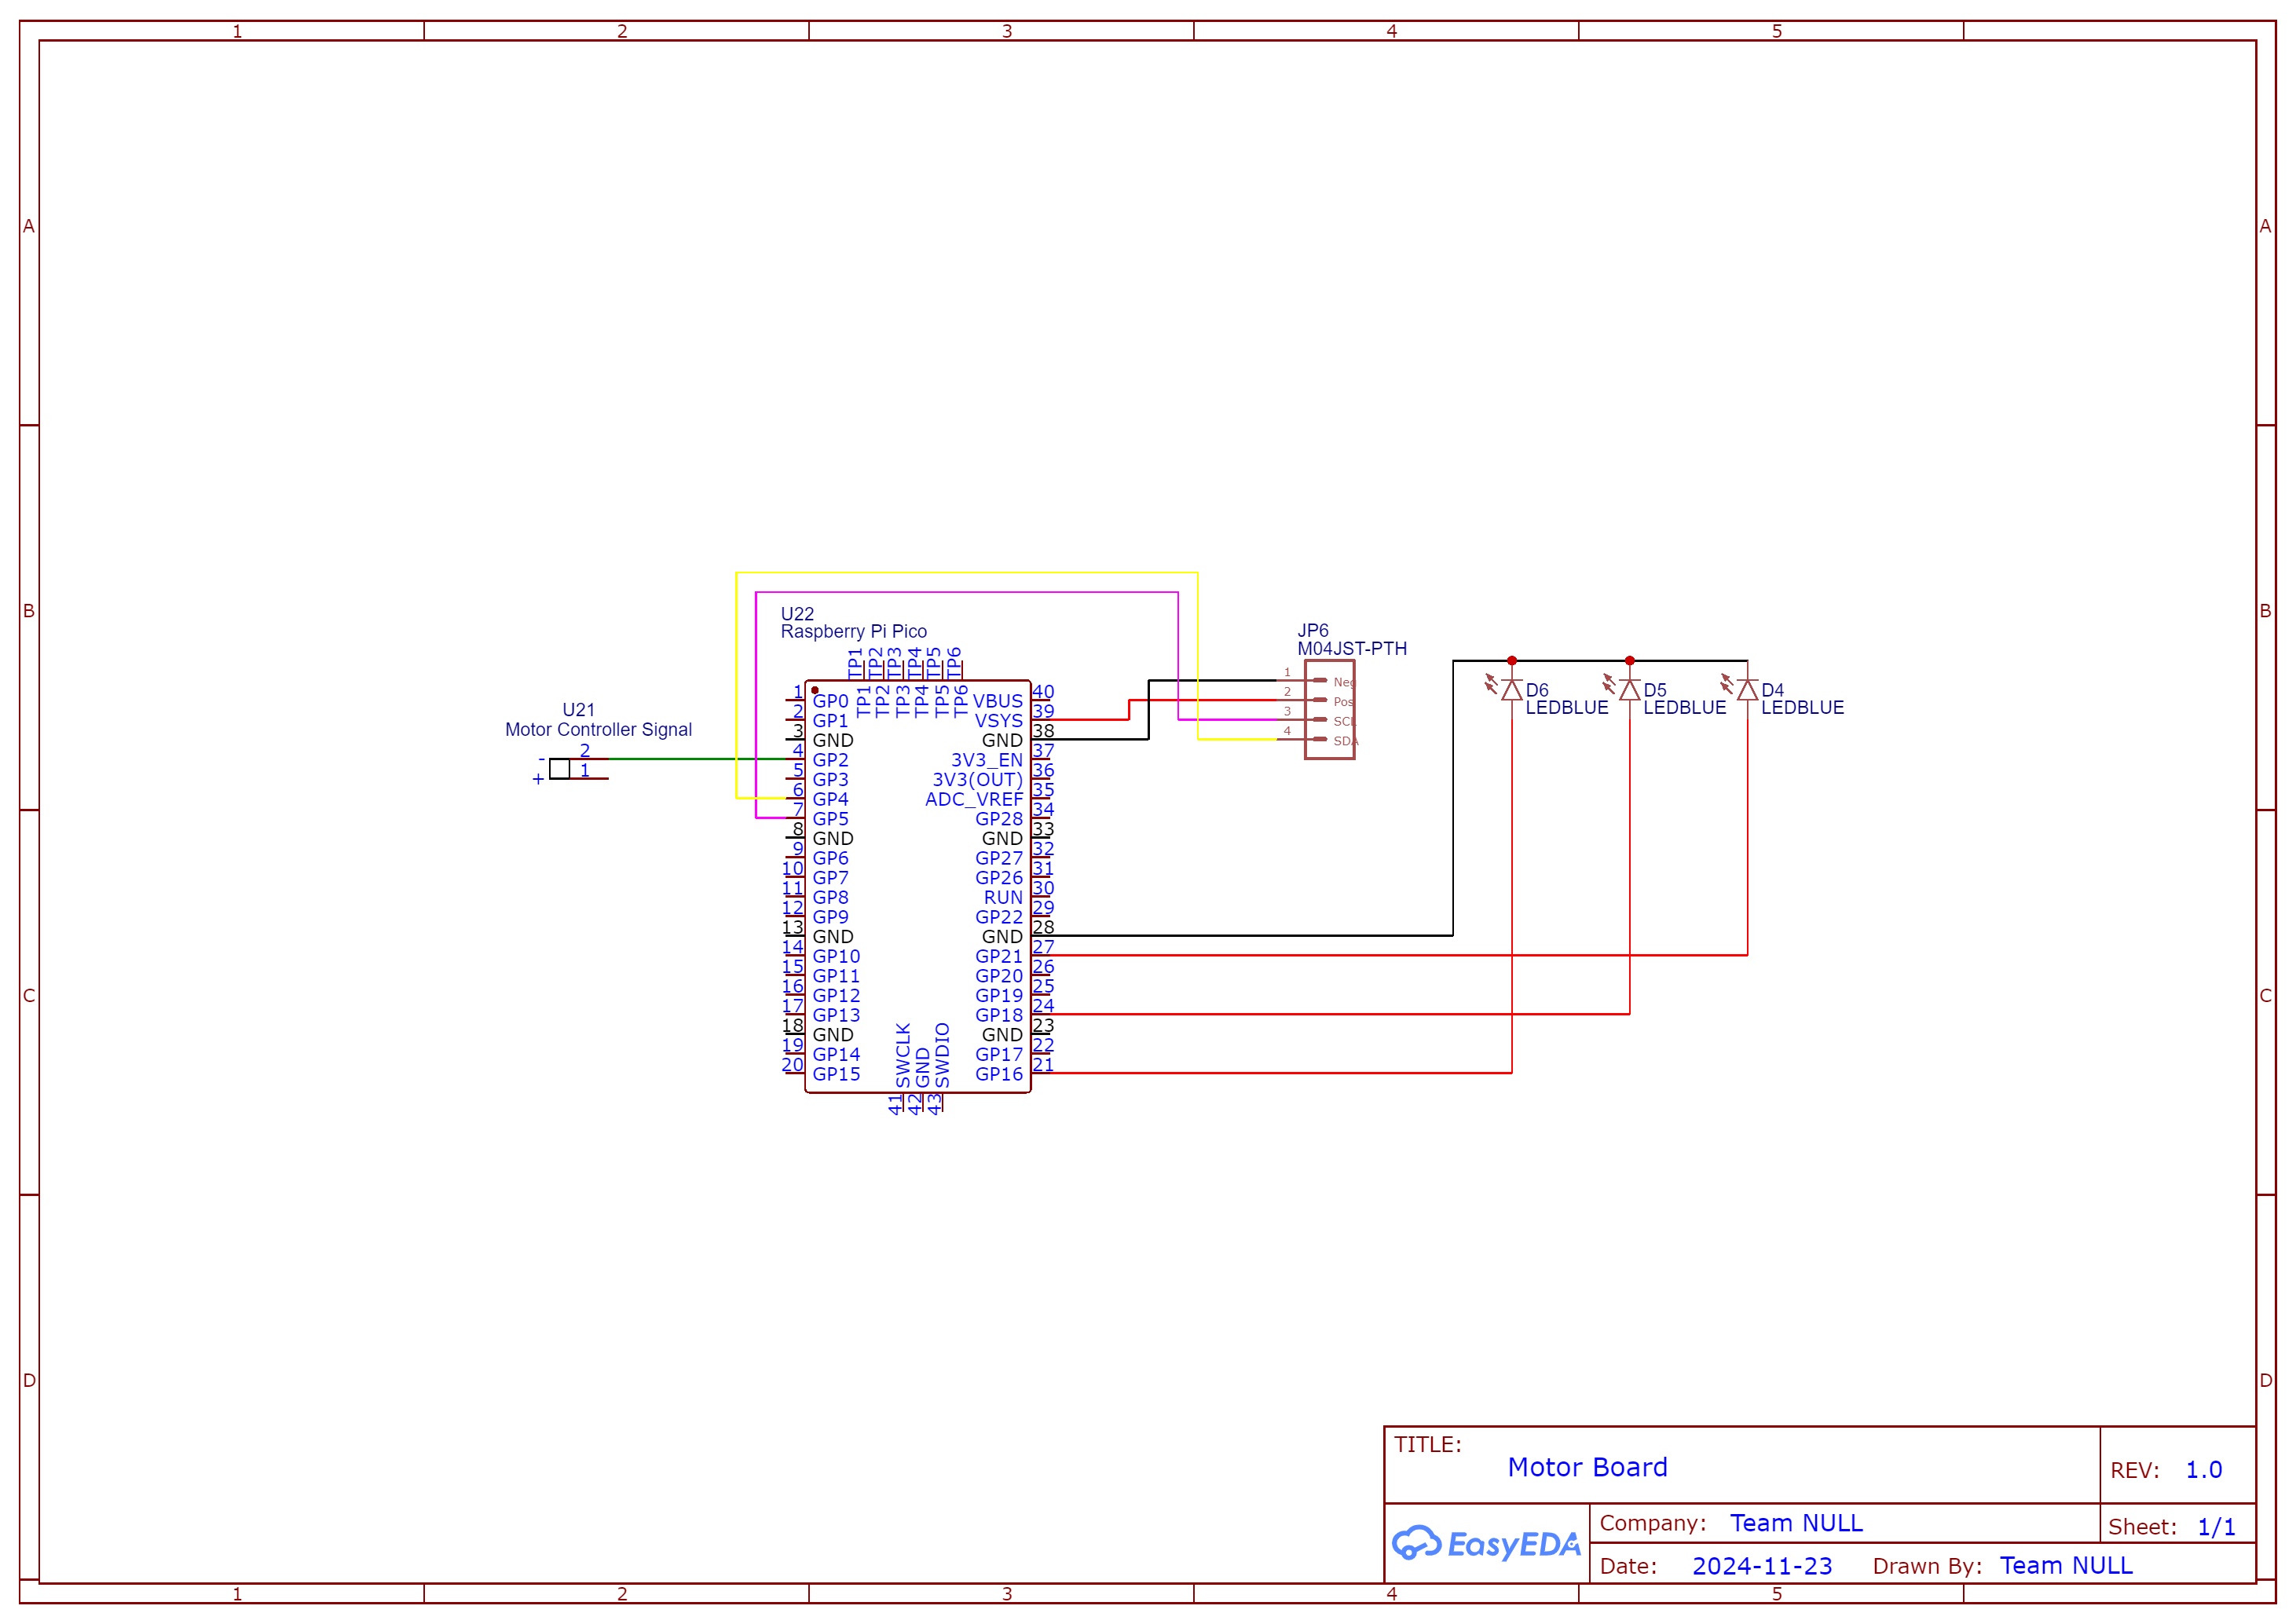 1 2 3 4 5
A A
B B
C C
D D
U22
Raspberry Pi Pico
TP1 TP2 TP3 TP4 TP5 TP6
TP1 TP2 TP3 TP4 TP5 TP6
1 GP0 VBUS 40
2 GP1 VSYS 39
3 GND GND 38
4 GP2 3V3_EN 37
5 GP3 3V3(OUT) 36
6 GP4 ADC_VREF 35
7 GP5 GP28 34
8 GND GND 33
9 GP6 GP27 32
10 GP7 GP26 31
11 GP8 RUN 30
12 GP9 GP22 29
13 GND GND 28
14 GP10 GP21 27
15 GP11 GP20 26
16 GP12 GP19 25
17 GP13 GP18 24
18 GND GND 23
19 GP14 GP17 22
20 GP15 GP16 21
SWCLK GND SWDIO
41 42 43
U21
Motor Controller Signal
- 2
+ 1
JP6
M04JST-PTH
1 Neg
2 Pos
3 SCL
4 SDA
D6
LEDBLUE
D5
LEDBLUE
D4
LEDBLUE
TITLE:
Motor Board
REV: 1.0
EasyEDA
Company: Team NULL
Sheet: 1/1
Date: 2024-11-23 Drawn By: Team NULL
1 2 3 4 5